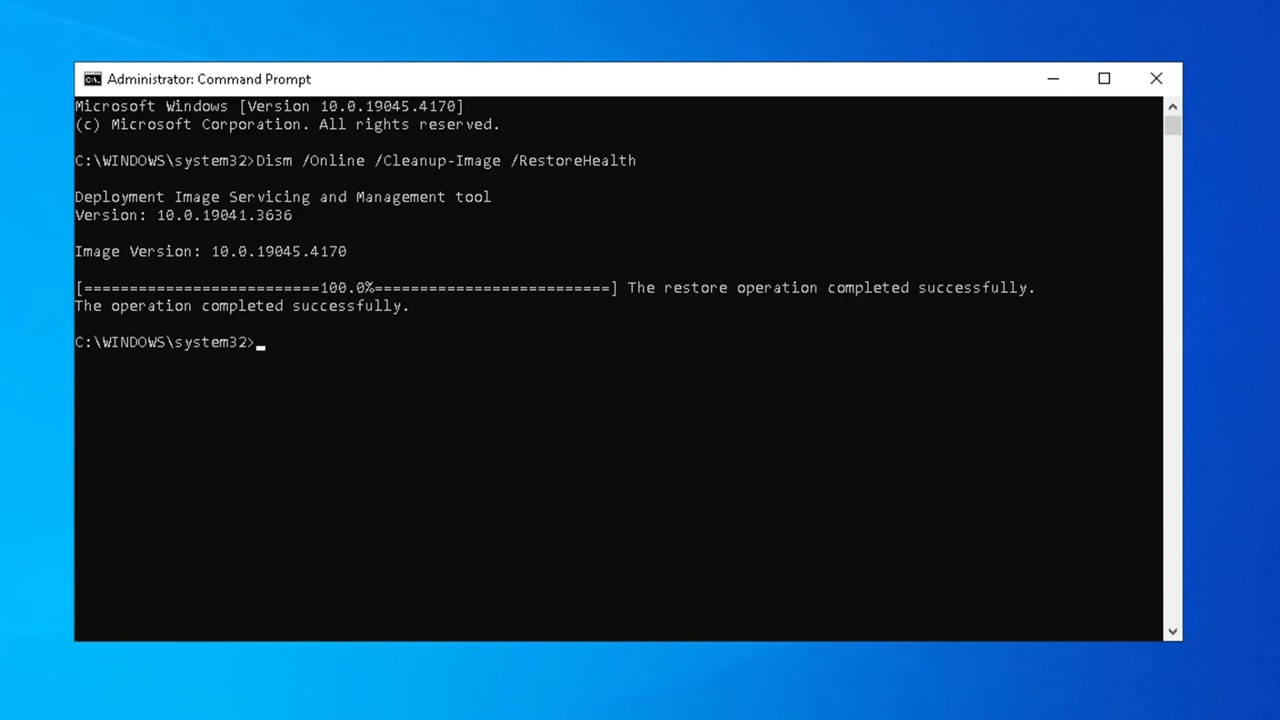 Administrator: Command Prompt
Microsoft Windows [Version 10.0.19045.4170]
(c) Microsoft Corporation. All rights reserved.
C:\WINDOWS\system32>Dism /Online /Cleanup-Image /RestoreHealth
Deployment Image Servicing and Management tool
Version: 10.0.19041.3636
Image Version: 10.0.19045.4170
[==========================100.0%==========================] The restore operation completed successfully.
The operation completed successfully.
C:\WINDOWS\system32>_